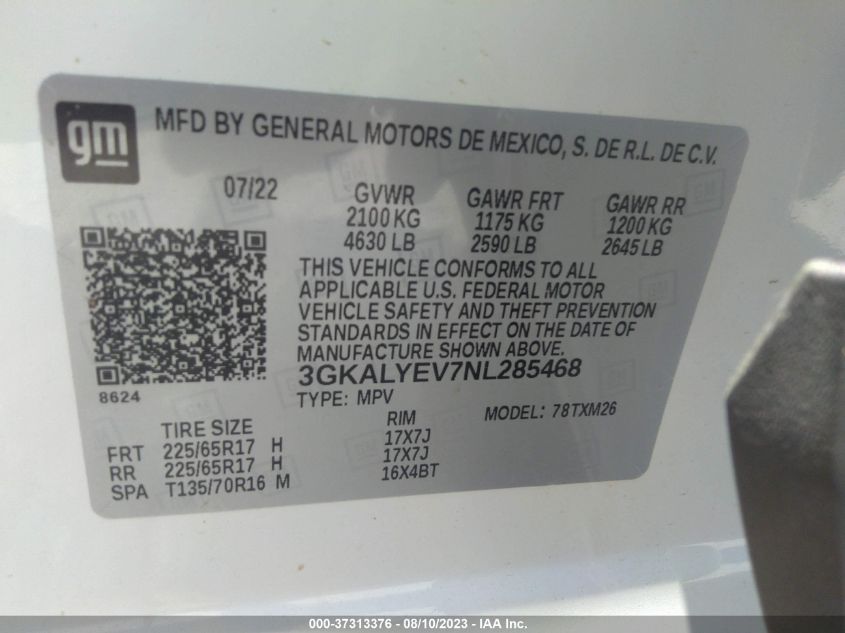 gm
MFD BY GENERAL MOTORS DE MEXICO, S. DE R.L. DE C.V.
07/22
GVWR GAWR FRT GAWR RR
2100 KG 1175 KG 1200 KG
4630 LB 2590 LB 2645 LB
THIS VEHICLE CONFORMS TO ALL
APPLICABLE U.S. FEDERAL MOTOR
VEHICLE SAFETY AND THEFT PREVENTION
STANDARDS IN EFFECT ON THE DATE OF
MANUFACTURE SHOWN ABOVE.
3GKALYEV7NL285468
8624
TYPE: MPV MODEL: 78TXM26
TIRE SIZE RIM
FRT 225/65R17 H 17X7J
RR 225/65R17 H 17X7J
SPA T135/70R16 M 16X4BT
000-37313376 - 08/10/2023 - IAA Inc.